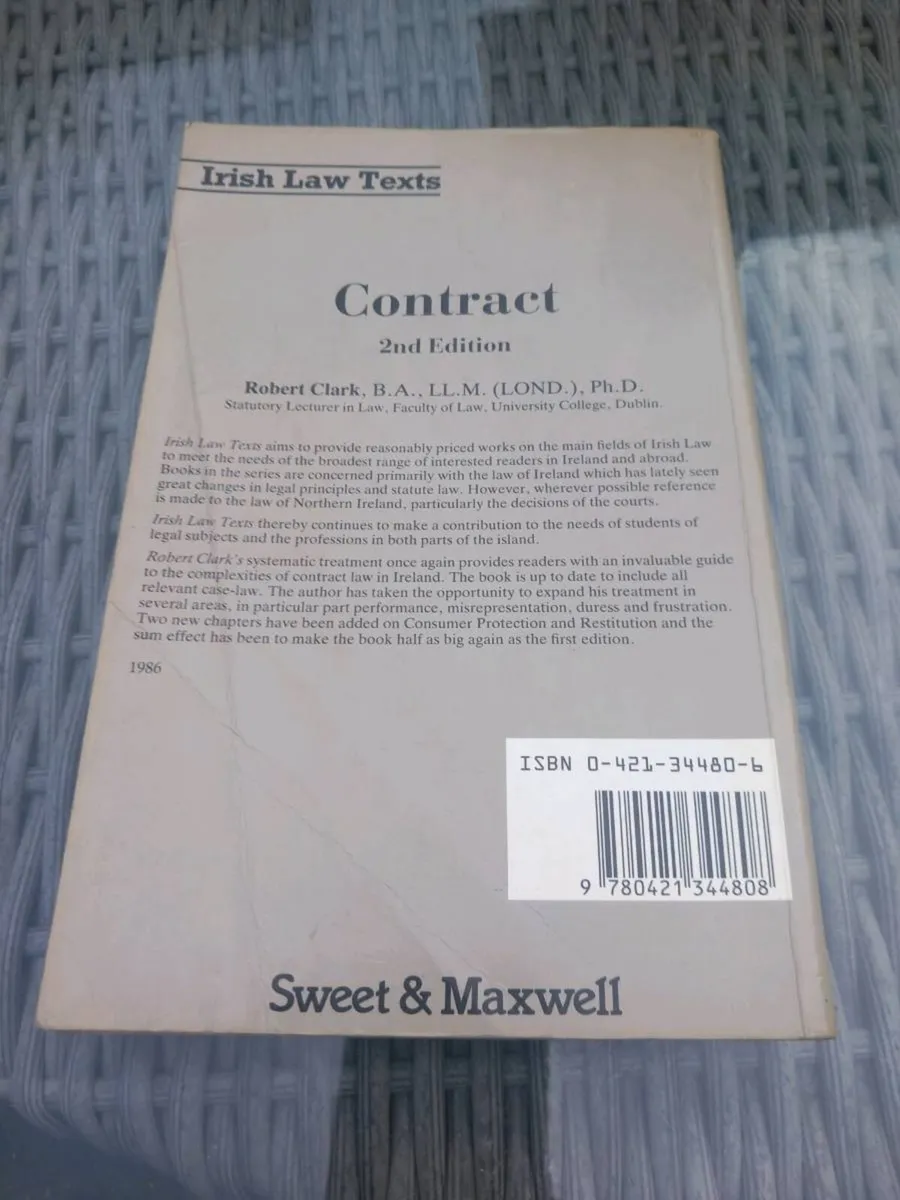 Irish Law Texts
Contract
2nd Edition
Robert Clark, B.A., LL.M. (LOND.), Ph.D.
Statutory Lecturer in Law, Faculty of Law, University College, Dublin.
Irish Law Texts aims to provide reasonably priced works on the main fields of Irish Law
to meet the needs of the broadest range of interested readers in Ireland and abroad.
Books in the series are concerned primarily with the law of Ireland which has lately seen
great changes in legal principles and statute law. However, wherever possible reference
is made to the law of Northern Ireland, particularly the decisions of the courts.
Irish Law Texts thereby continues to make a contribution to the needs of students of
legal subjects and the professions in both parts of the island.
Robert Clark's systematic treatment once again provides readers with an invaluable guide
to the complexities of contract law in Ireland. The book is up to date to include all
relevant case-law. The author has taken the opportunity to expand his treatment in
several areas, in particular part performance, misrepresentation, duress and frustration.
Two new chapters have been added on Consumer Protection and Restitution and the
sum effect has been to make the book half as big again as the first edition.
1986
ISBN 0-421-34480-6
9 780421 344808
Sweet & Maxwell